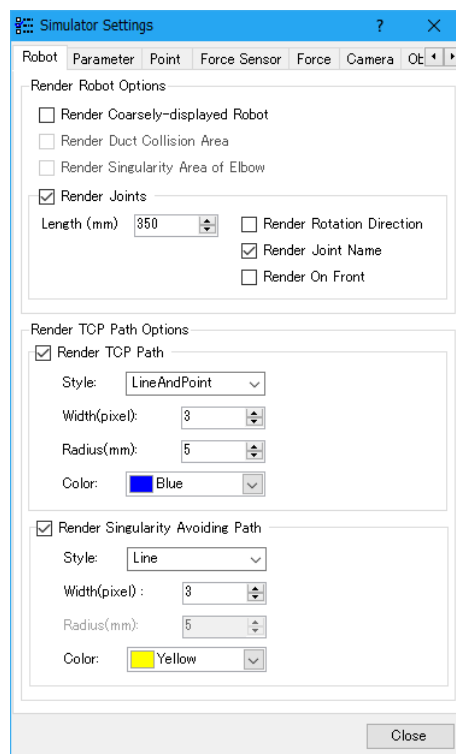 Simulator Settings ? ×
Robot Parameter Point Force Sensor Force Camera
Render Robot Options
Render Coarsely-displayed Robot
Render Duct Collision Area
Render Singularity Area of Elbow
Render Joints
Length (mm) 350 Render Rotation Direction
Render Joint Name
Render On Front
Render TCP Path Options
Render TCP Path
Style: LineAndPoint
Width(pixel): 3
Radius(mm): 5
Color: Blue
Render Singularity Avoiding Path
Style: Line
Width(pixel) : 3
Radius(mm): 5
Color: Yellow
Close